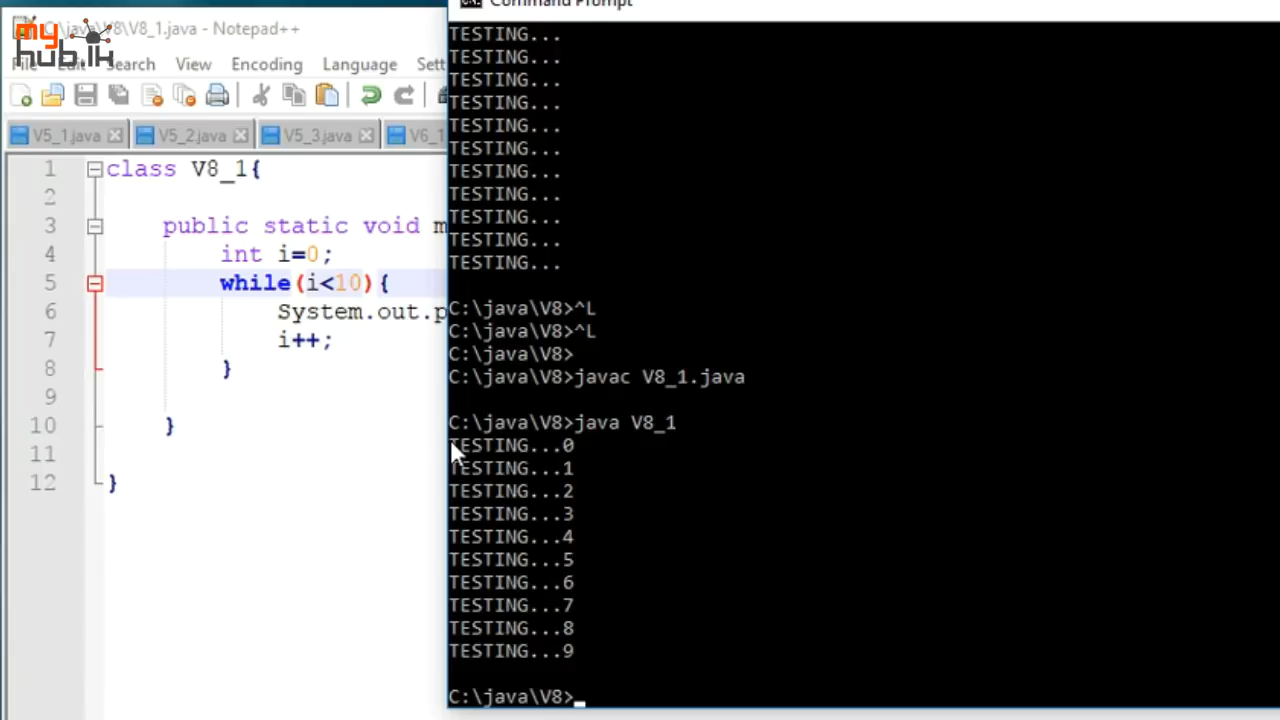 my
hub.lk
C:\java\V8\V8_1.java - Notepad++
File Edit Search View Encoding Language Sett
V5_1.java V5_2.java V5_3.java V6_1
1 class V8_1{
2
3 public static void m
4 int i=0;
5 while(i<10){
6 System.out.p
7 i++;
8 }
9
10 }
11
12 }
Command Prompt
TESTING...
TESTING...
TESTING...
TESTING...
TESTING...
TESTING...
TESTING...
TESTING...
TESTING...
TESTING...
TESTING...
C:\java\V8>^L
C:\java\V8>^L
C:\java\V8>
C:\java\V8>javac V8_1.java
C:\java\V8>java V8_1
TESTING...0
TESTING...1
TESTING...2
TESTING...3
TESTING...4
TESTING...5
TESTING...6
TESTING...7
TESTING...8
TESTING...9
C:\java\V8>